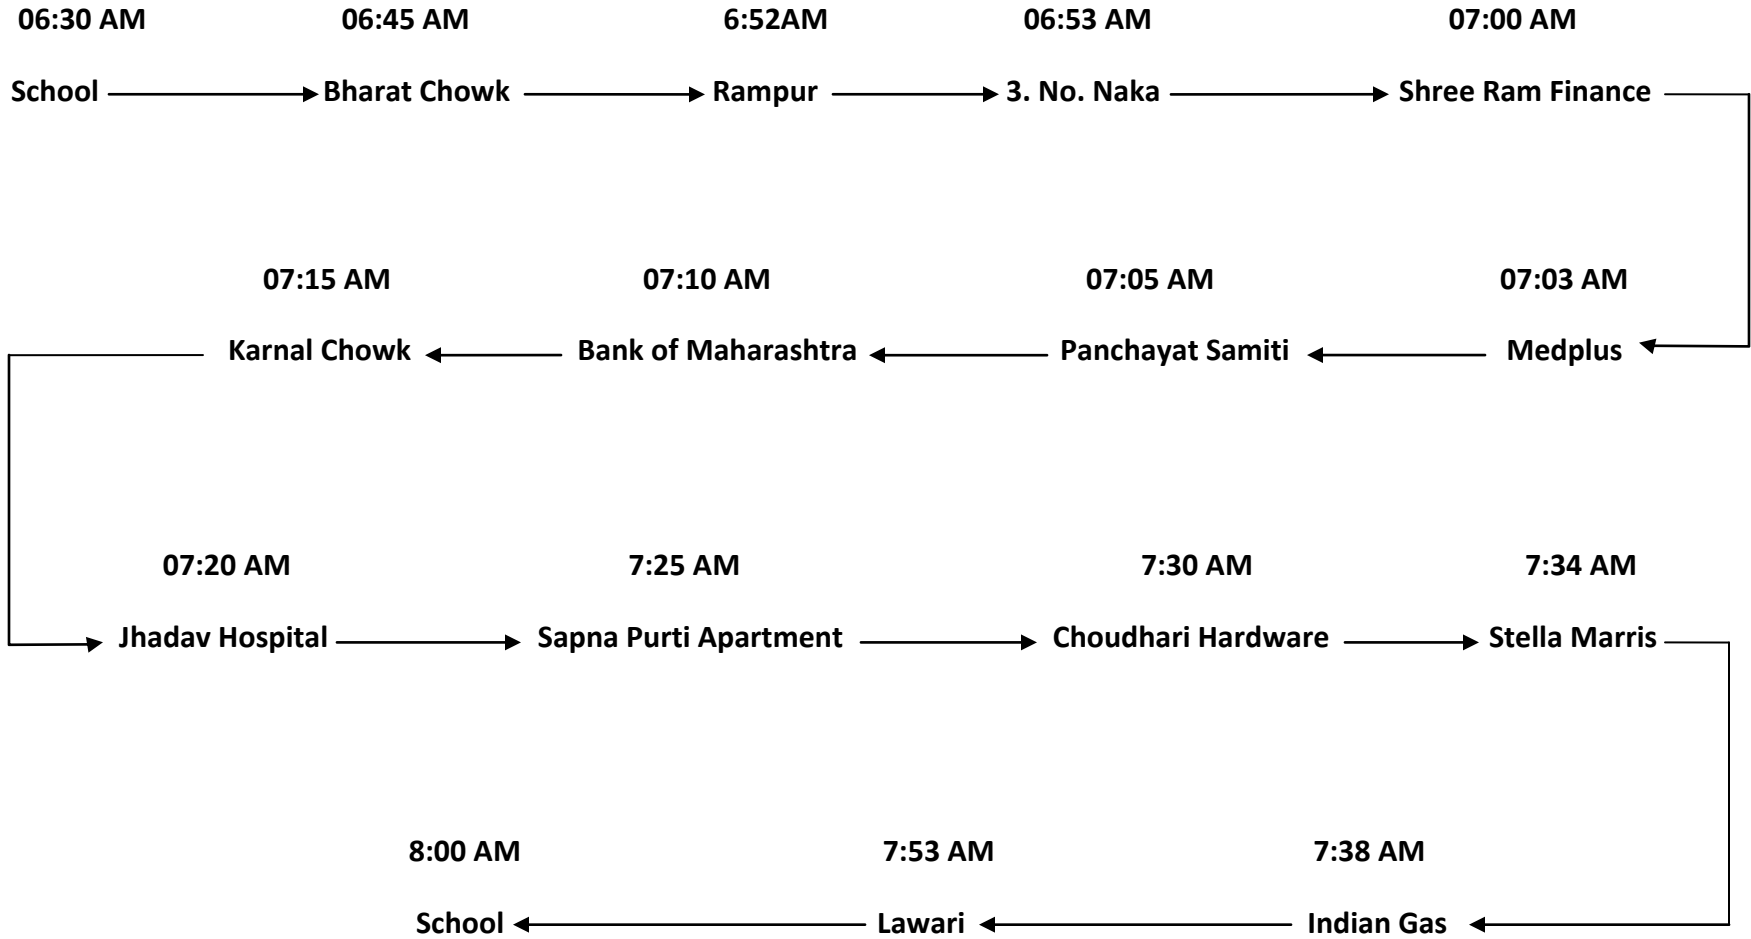 06:30 AM 06:45 AM 6:52AM 06:53 AM 07:00 AM
School Bharat Chowk Rampur 3. No. Naka Shree Ram Finance
07:15 AM 07:10 AM 07:05 AM 07:03 AM
Karnal Chowk Bank of Maharashtra Panchayat Samiti Medplus
07:20 AM 7:25 AM 7:30 AM 7:34 AM
Jhadav Hospital Sapna Purti Apartment Choudhari Hardware Stella Marris
8:00 AM 7:53 AM 7:38 AM
School Lawari Indian Gas